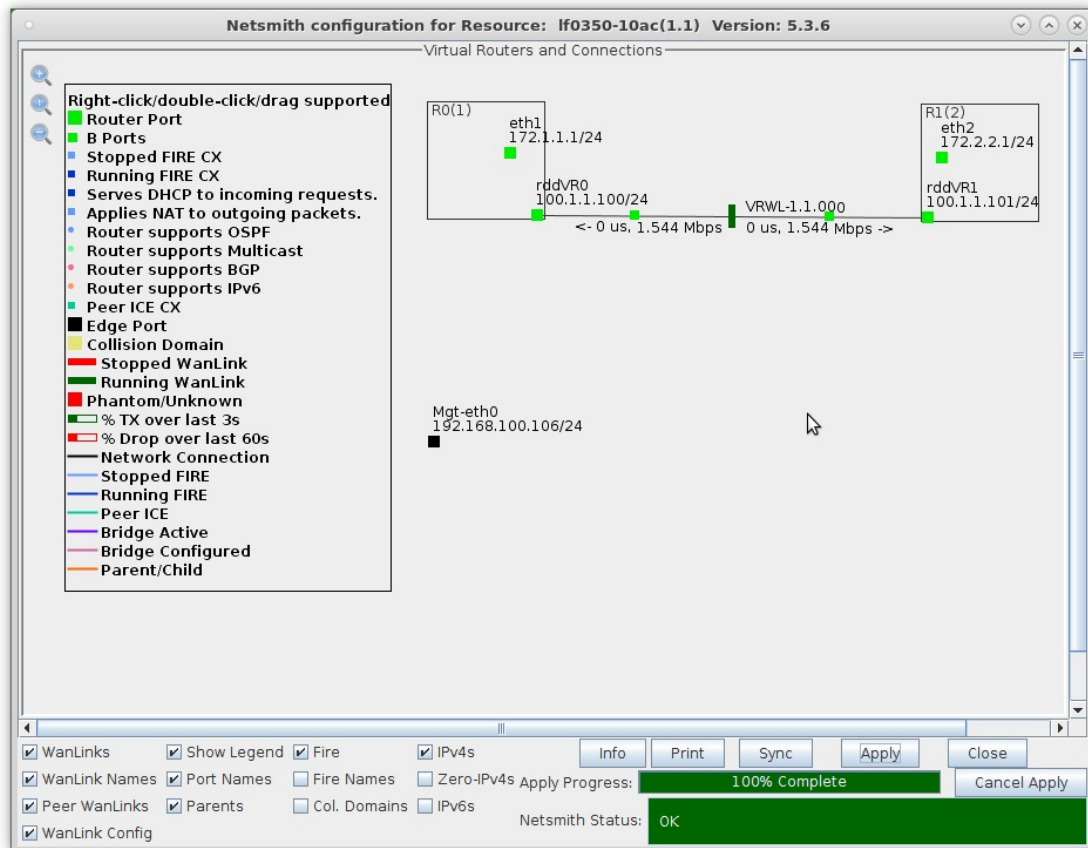 Netsmith configuration for Resource: lf0350-10ac(1.1) Version: 5.3.6
Virtual Routers and Connections
Right-click/double-click/drag supported
Router Port
B Ports
Stopped FIRE CX
Running FIRE CX
Serves DHCP to incoming requests.
Applies NAT to outgoing packets.
Router supports OSPF
Router supports Multicast
Router supports BGP
Router supports IPv6
Peer ICE CX
Edge Port
Collision Domain
Stopped WanLink
Running WanLink
Phantom/Unknown
% TX over last 3s
% Drop over last 60s
Network Connection
Stopped FIRE
Running FIRE
Peer ICE
Bridge Active
Bridge Configured
Parent/Child
R0(1)
eth1
172.1.1.1/24
rddVR0
100.1.1.100/24
VRWL-1.1.000
<- 0 us, 1.544 Mbps
0 us, 1.544 Mbps ->
R1(2)
eth2
172.2.2.1/24
rddVR1
100.1.1.101/24
Mgt-eth0
192.168.100.106/24
WanLinks
Show Legend
Fire
IPv4s
Info
Print
Sync
Apply
Close
WanLink Names
Port Names
Fire Names
Zero-IPv4s
Apply Progress:
100% Complete
Cancel Apply
Peer WanLinks
Parents
Col. Domains
IPv6s
Netsmith Status:
OK
WanLink Config